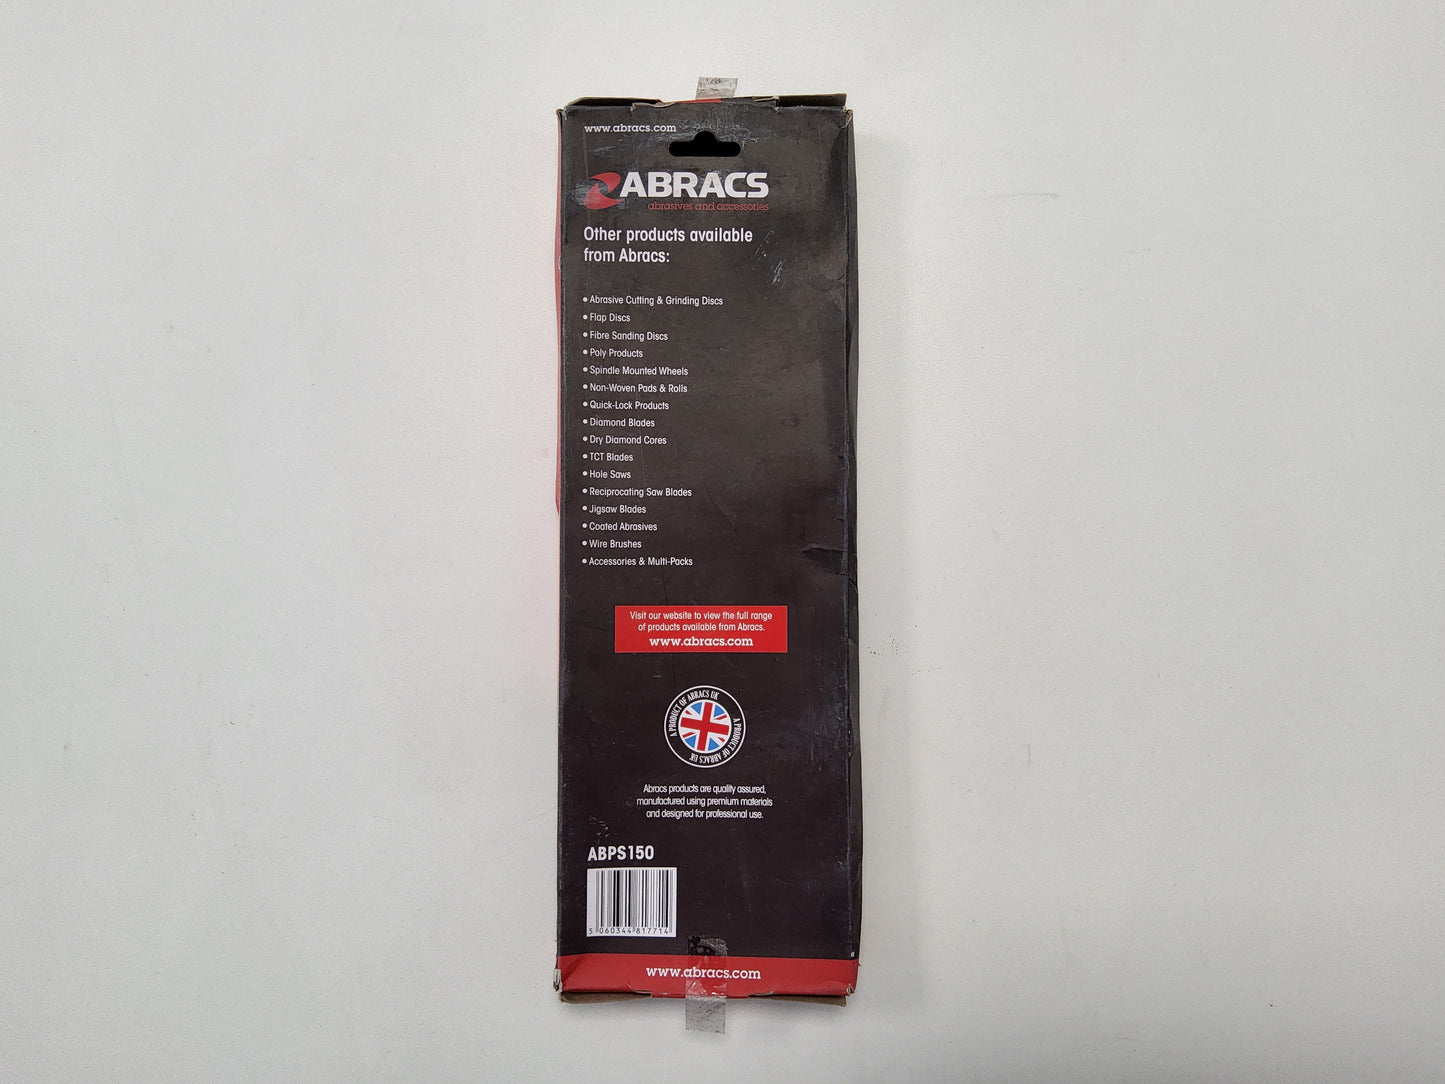 www.abracs.com
ABRACS
abrasives and accessories
Other products available
from Abracs:
• Abrasive Cutting & Grinding Discs
• Flap Discs
• Fibre Sanding Discs
• Poly Products
• Spindle Mounted Wheels
• Non-Woven Pads & Rolls
• Quick-Lock Products
• Diamond Blades
• Dry Diamond Cores
• TCT Blades
• Hole Saws
• Reciprocating Saw Blades
• Jigsaw Blades
• Coated Abrasives
• Wire Brushes
• Accessories & Multi-Packs
Visit our website to view the full range
of products available from Abracs.
www.abracs.com
A PRODUCT OF ABRACS UK
A PRODUCT OF ABRACS UK
Abracs products are quality assured,
manufactured using premium materials
and designed for professional use.
ABPS150
5 060344 817714
www.abracs.com